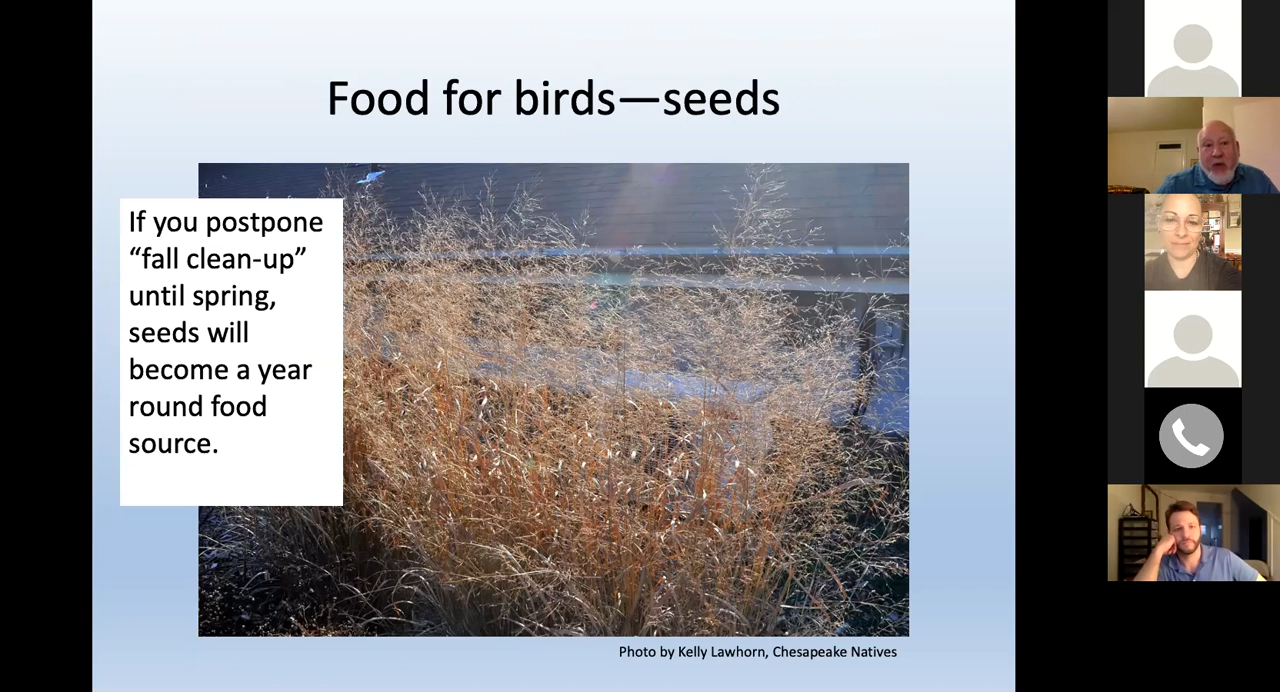 Food for birds—seeds
If you postpone
“fall clean-up”
until spring,
seeds will
become a year
round food
source.
Photo by Kelly Lawhorn, Chesapeake Natives